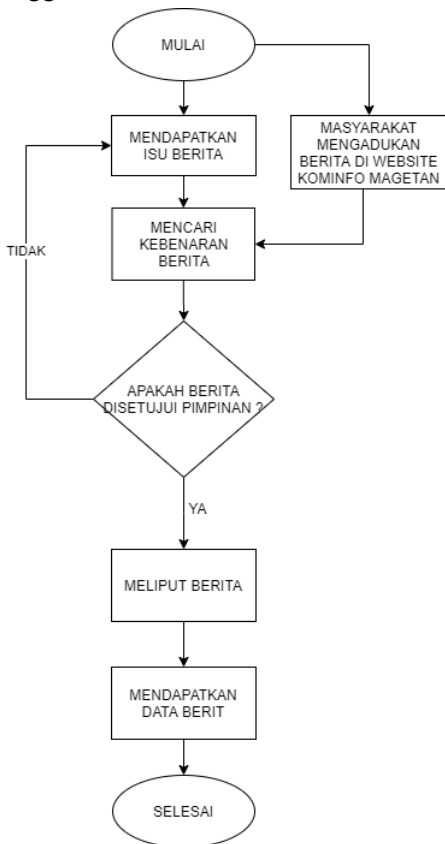 MULAI
MENDAPATKAN
ISU BERITA
MASYARAKAT
MENGADUKAN
BERITA DI WEBSITE
KOMINFO MAGETAN
MENCARI
KEBENARAN
BERITA
TIDAK
APAKAH BERITA
DISETUJUI PIMPINAN ?
YA
MELIPUT BERITA
MENDAPATKAN
DATA BERIT
SELESAI